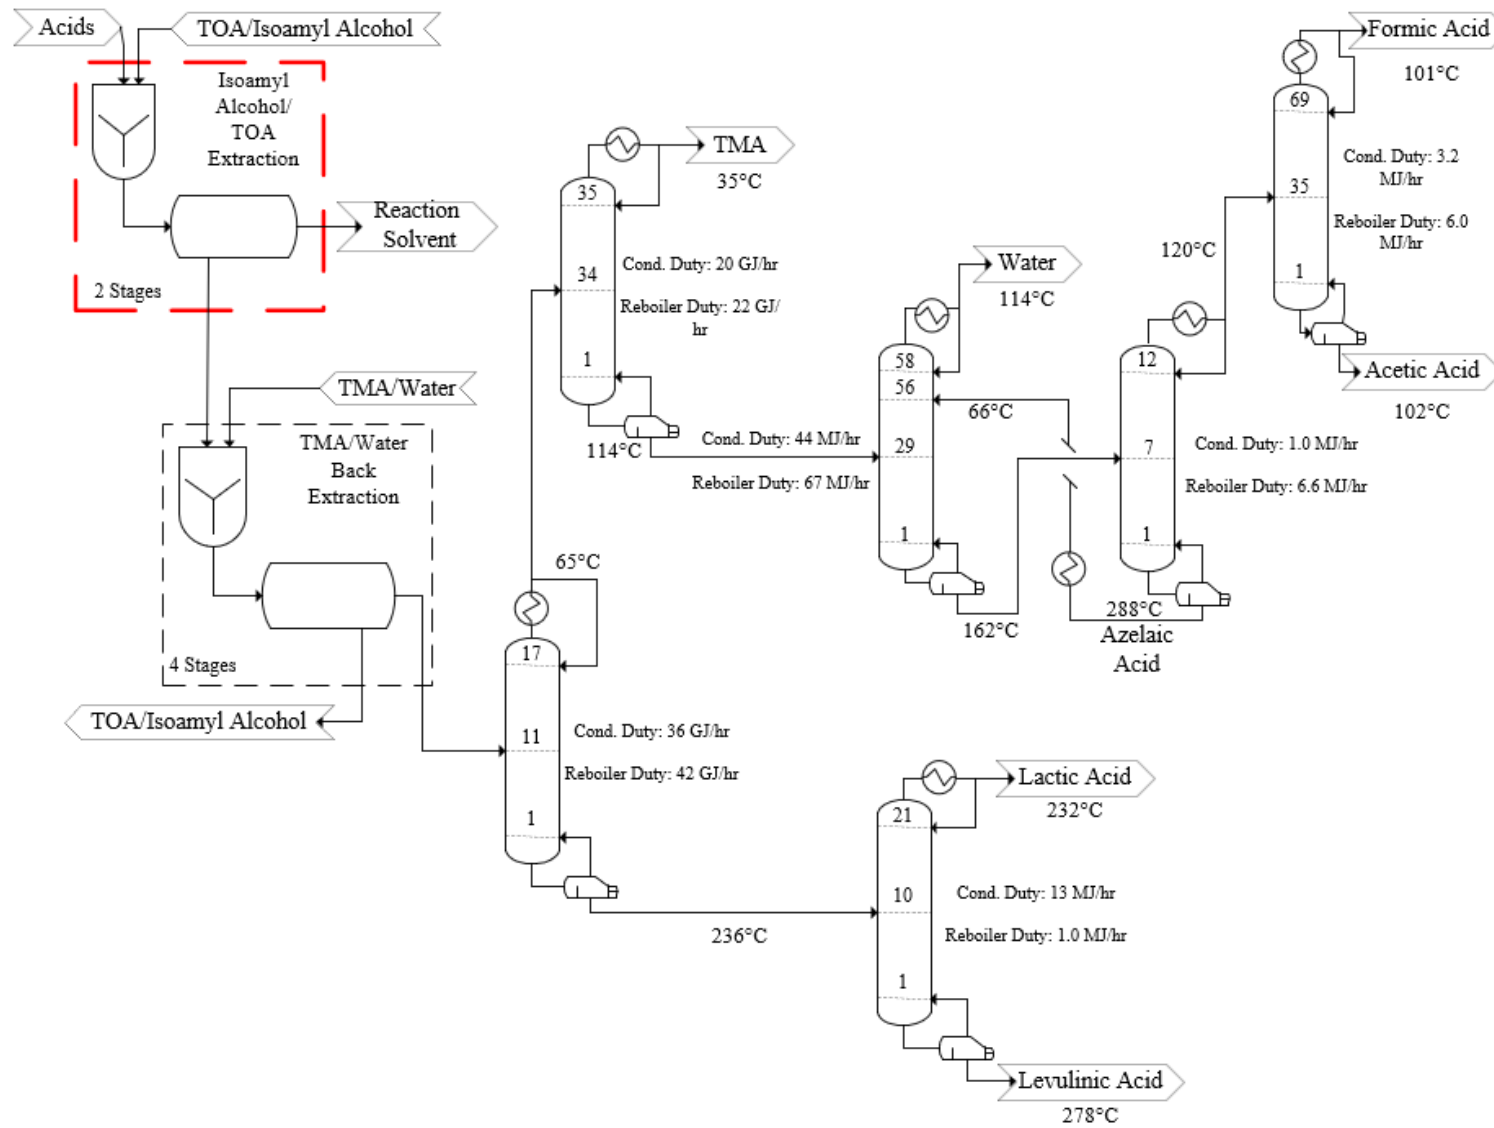 Acids
TOA/Isoamyl Alcohol
Isoamyl
Alcohol/
TOA
Extraction
Reaction
Solvent
2 Stages
TMA/Water
TMA/Water
Back
Extraction
4 Stages
TOA/Isoamyl Alcohol
65°C
17
11
1
Cond. Duty: 36 GJ/hr
Reboiler Duty: 42 GJ/hr
TMA
35°C
35
34
1
Cond. Duty: 20 GJ/hr
Reboiler Duty: 22 GJ/
hr
114°C
Water
114°C
58
56
29
1
66°C
Cond. Duty: 44 MJ/hr
Reboiler Duty: 67 MJ/hr
162°C
120°C
12
7
1
Cond. Duty: 1.0 MJ/hr
Reboiler Duty: 6.6 MJ/hr
288°C
Azelaic
Acid
Formic Acid
101°C
69
35
1
Cond. Duty: 3.2
MJ/hr
Reboiler Duty: 6.0
MJ/hr
Acetic Acid
102°C
236°C
Lactic Acid
232°C
21
10
1
Cond. Duty: 13 MJ/hr
Reboiler Duty: 1.0 MJ/hr
Levulinic Acid
278°C